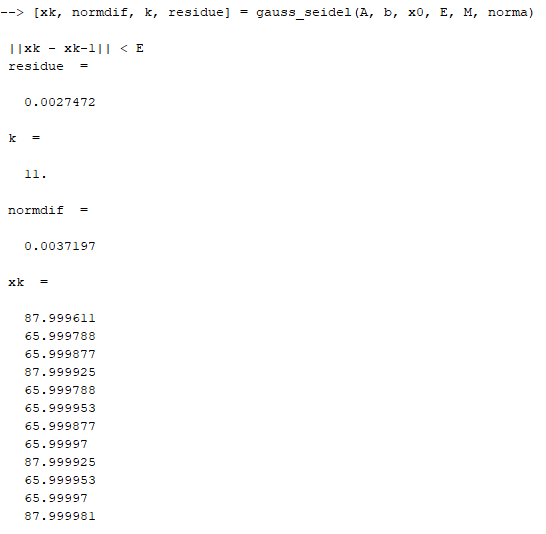 --> [xk, normdif, k, residue] = gauss_seidel(A, b, x0, E, M, norma)
||xk - xk-1|| < E
residue  =
0.0027472
k  =
11.
normdif  =
0.0037197
xk  =
87.999611
65.999788
65.999877
87.999925
65.999788
65.999953
65.999877
65.99997
87.999925
65.999953
65.99997
87.999981